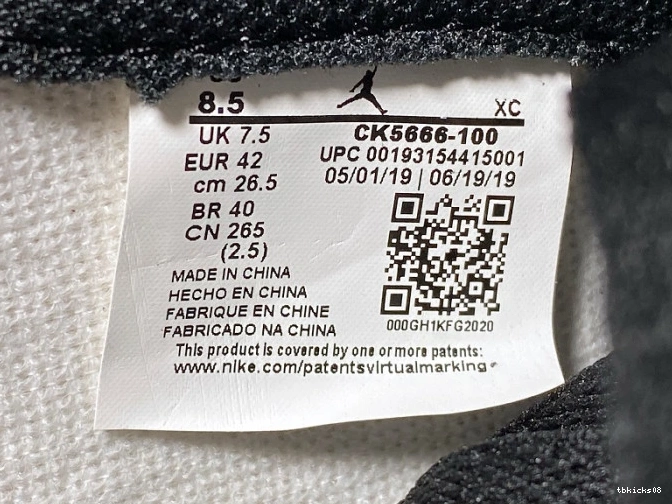 8.5
XC
UK 7.5
EUR 42
cm 26.5
BR 40
CN 265
(2.5)
CK5666-100
UPC 00193154415001
05/01/19 | 06/19/19
000GH1KFG2020
MADE IN CHINA
HECHO EN CHINA
FABRIQUE EN CHINE
FABRICADO NA CHINA
This product is covered by one or more patents:
www.nike.com/patentsvirtualmarking
tbkicks08